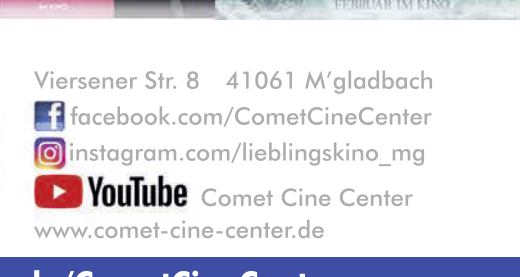 FEBRUAR IM KINO
Viersener Str. 8 41061 M'gladbach
facebook.com/CometCineCenter
instagram.com/lieblingskino_mg
YouTube Comet Cine Center
www.comet-cine-center.de